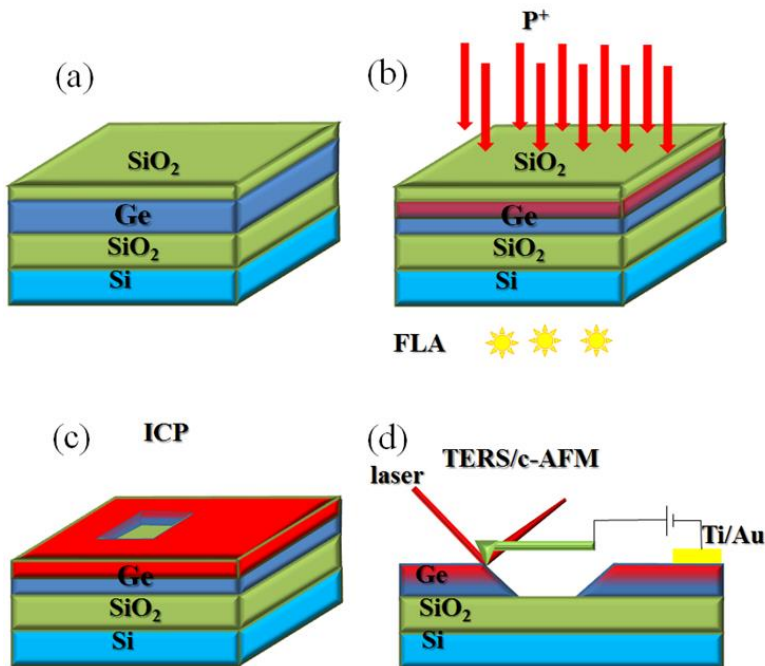 (a)
SiO₂
Ge
SiO₂
Si
P⁺
(b)
SiO₂
Ge
SiO₂
Si
FLA
(c)
ICP
Ge
SiO₂
Si
(d)
TERS/c-AFM
laser
Ti/Au
Ge
SiO₂
Si